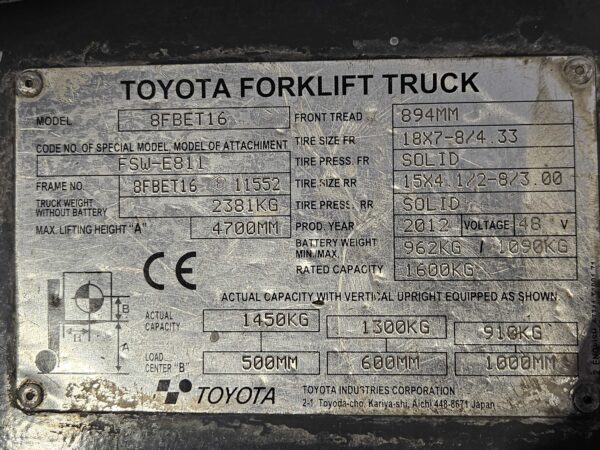 TOYOTA FORKLIFT TRUCK
MODEL 8FBET16
CODE NO. OF SPECIAL MODEL, MODEL OF ATTACHMENT
FSW-E811
FRAME NO. 8FBET16 11552
TRUCK WEIGHT WITHOUT BATTERY 2381KG
MAX. LIFTING HEIGHT "A" 4700MM
FRONT TREAD 894MM
TIRE SIZE FR 18X7-8/4.33
TIRE PRESS. FR SOLID
TIRE SIZE RR 15X4.1/2-8/3.00
TIRE PRESS. RR SOLID
PROD. YEAR 2012 VOLTAGE 48 V
BATTERY WEIGHT MIN./MAX. 962KG / 1090KG
RATED CAPACITY 1600KG
CE
ACTUAL CAPACITY WITH VERTICAL UPRIGHT EQUIPPED AS SHOWN
B
"B"
A
ACTUAL CAPACITY 1450KG 1300KG 910KG
LOAD CENTER "B" 500MM 600MM 1000MM
TOYOTA
TOYOTA INDUSTRIES CORPORATION
2-1, Toyoda-cho, Kariya-shi, Aichi 448-8671 Japan